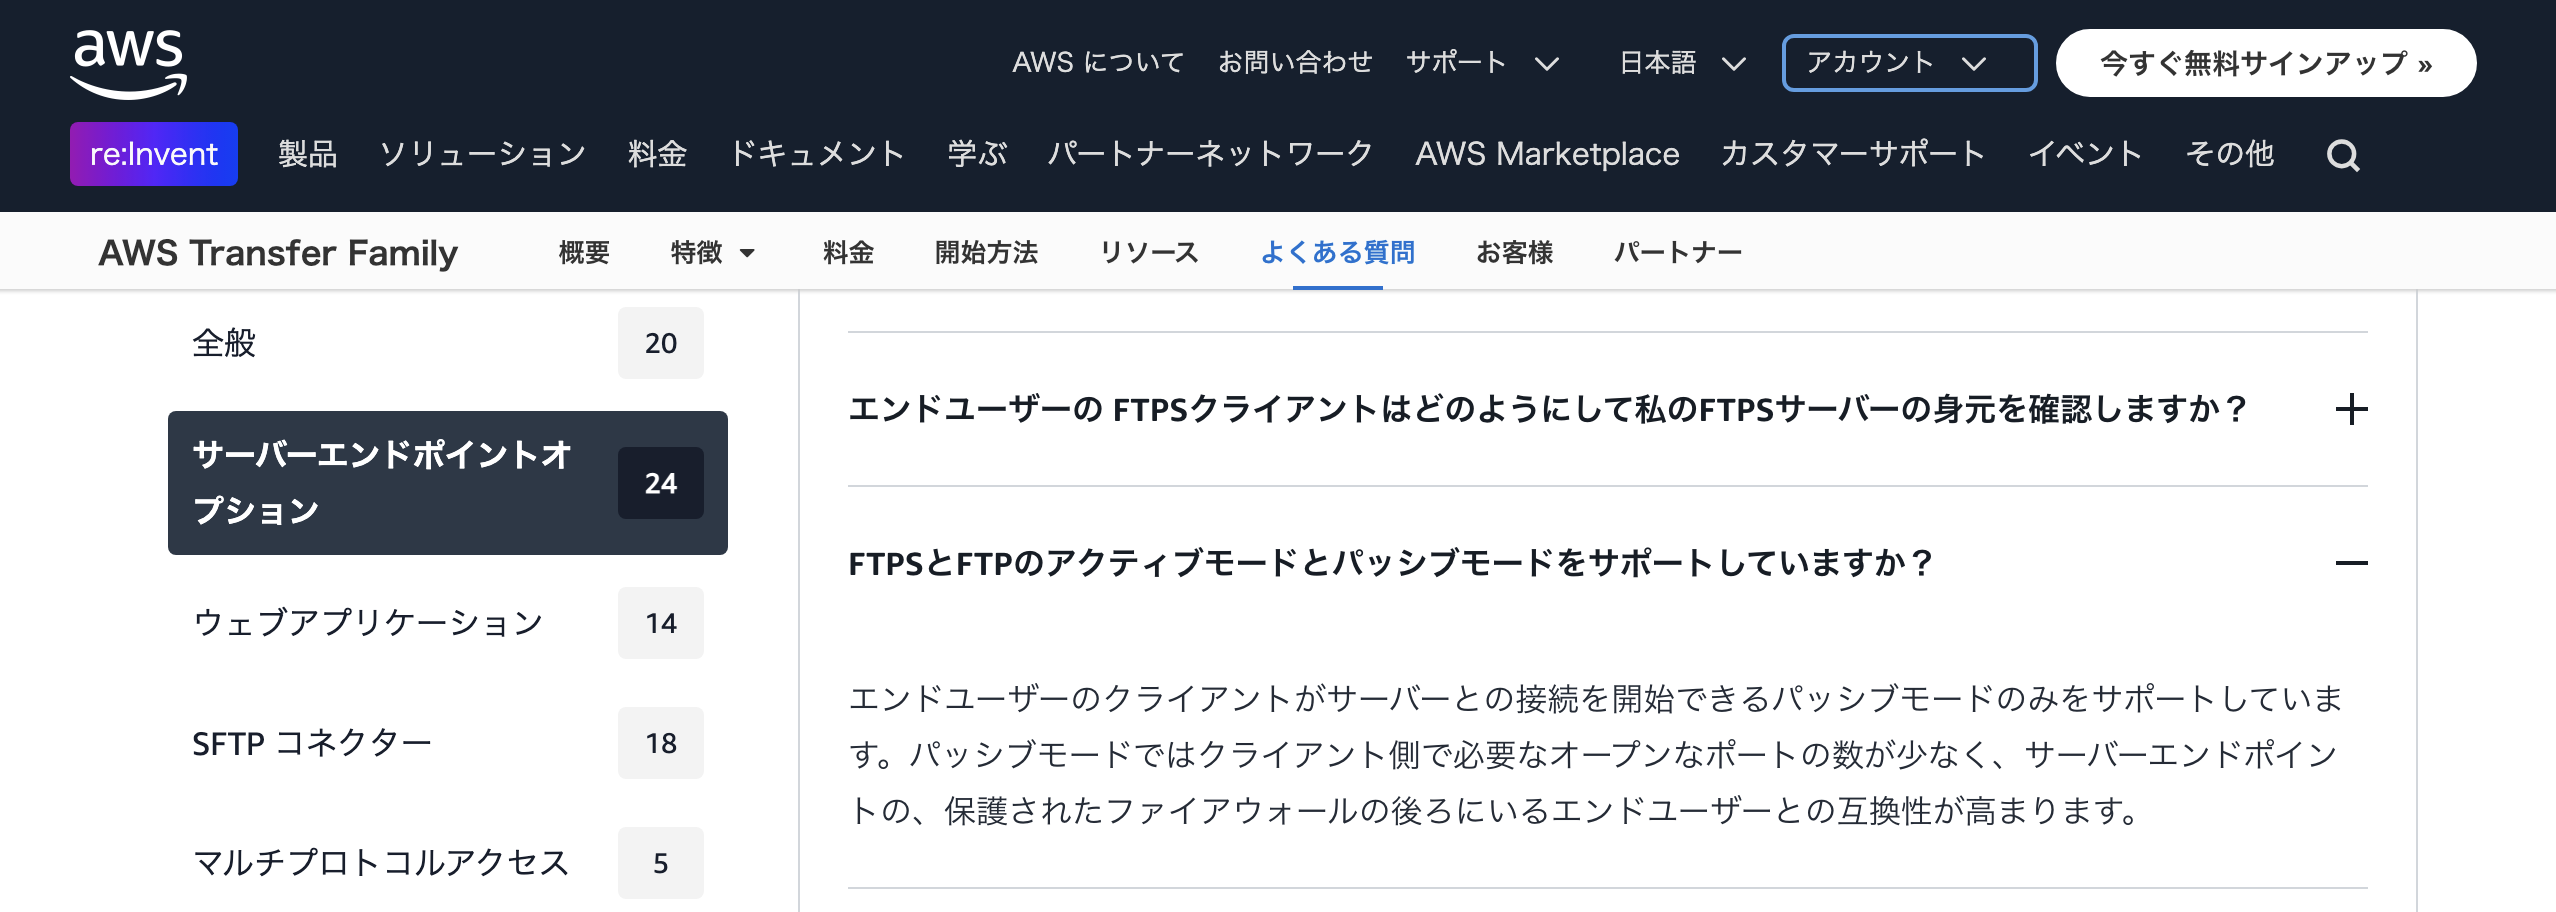 aws
AWS について お問い合わせ サポート 日本語 アカウント 今すぐ無料サインアップ »
re:Invent 製品 ソリューション 料金 ドキュメント 学ぶ パートナーネットワーク AWS Marketplace カスタマーサポート イベント その他
AWS Transfer Family 概要 特徴 料金 開始方法 リソース よくある質問 お客様 パートナー
全般 20
サーバーエンドポイントオ
プション
24
ウェブアプリケーション 14
SFTP コネクター 18
マルチプロトコルアクセス 5
エンドユーザーの FTPSクライアントはどのようにして私のFTPSサーバーの身元を確認しますか？
FTPSとFTPのアクティブモードとパッシブモードをサポートしていますか？
エンドユーザーのクライアントがサーバーとの接続を開始できるパッシブモードのみをサポートしていま
す。パッシブモードではクライアント側で必要なオープンなポートの数が少なく、サーバーエンドポイン
トの、保護されたファイアウォールの後ろにいるエンドユーザーとの互換性が高まります。